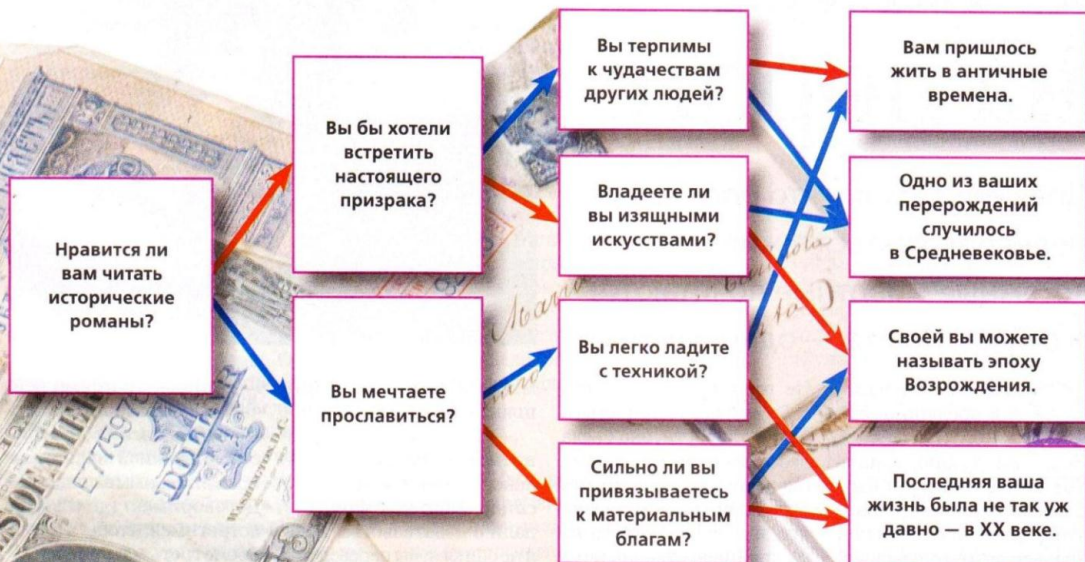 Нравится ли
вам читать
исторические
романы?
Вы бы хотели
встретить
настоящего
призрака?
Вы мечтаете
прославиться?
Вы терпимы
к чудачествам
других людей?
Владеете ли
вы изящными
искусствами?
Вы легко ладите
с техникой?
Сильно ли вы
привязываетесь
к материальным
благам?
Вам пришлось
жить в античные
времена.
Одно из ваших
перерождений
случилось
в Средневековье.
Своей вы можете
называть эпоху
Возрождения.
Последняя ваша
жизнь была не так уж
давно — в XX веке.
DOLLAR
WASHINGTON, D.C.